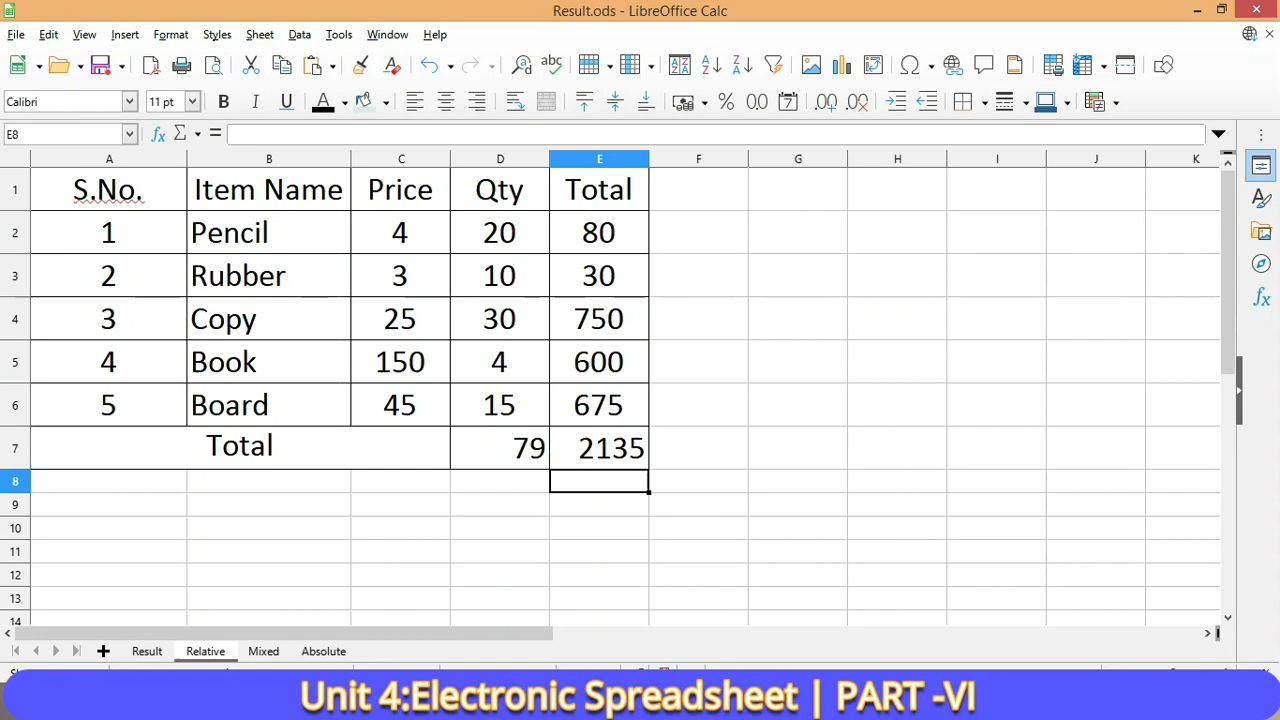 Result.ods - LibreOffice Calc
File Edit View Insert Format Styles Sheet Data Tools Window Help
Calibri 11 pt
E8
A B C D E F G H I J K
1 S.No. Item Name Price Qty Total
2 1 Pencil 4 20 80
3 2 Rubber 3 10 30
4 3 Copy 25 30 750
5 4 Book 150 4 600
6 5 Board 45 15 675
7 Total 79 2135
8
9
10
11
12
13
14
Result Relative Mixed Absolute
Unit 4:Electronic Spreadsheet | PART -VI